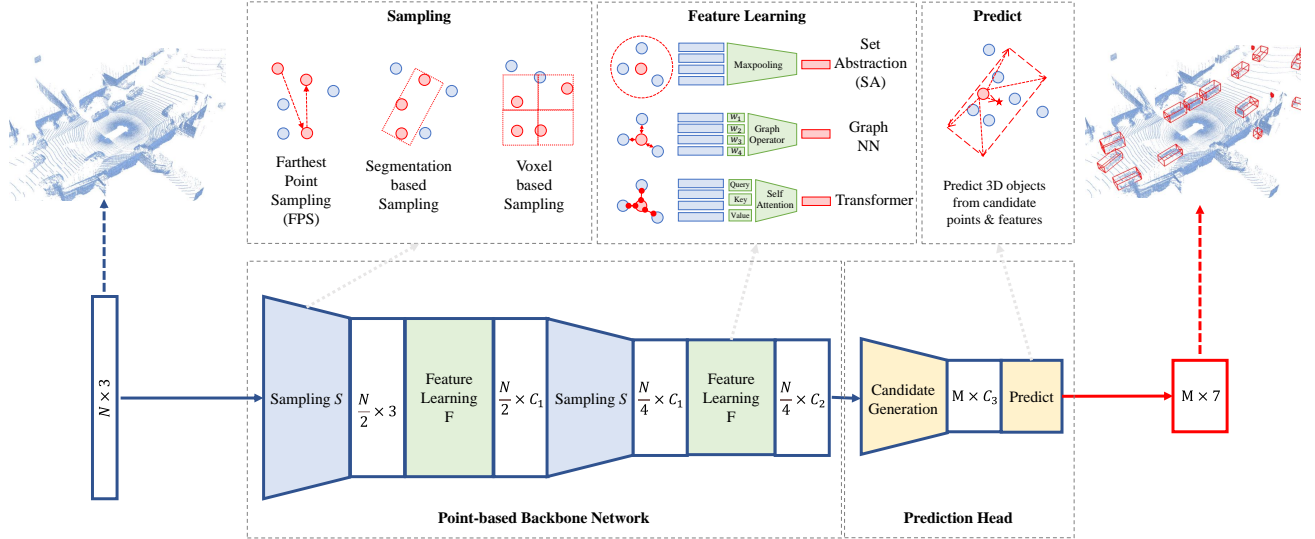 Sampling
Farthest
Point
Sampling
(FPS)
Segmentation
based
Sampling
Voxel
based
Sampling
Feature Learning
Maxpooling
Set
Abstraction
(SA)
W₁
W₂
W₃
W₄
Graph
Operator
Graph
NN
Query
Key
Value
Self
Attention
Transformer
Predict
Predict 3D objects
from candidate
points & features
N × 3
Sampling S
N/2 × 3
Feature
Learning
F
N/2 × C₁
Sampling S
N/4 × C₁
Feature
Learning
F
N/4 × C₂
Candidate
Generation
M × C₃
Predict
M × 7
Point-based Backbone Network
Prediction Head